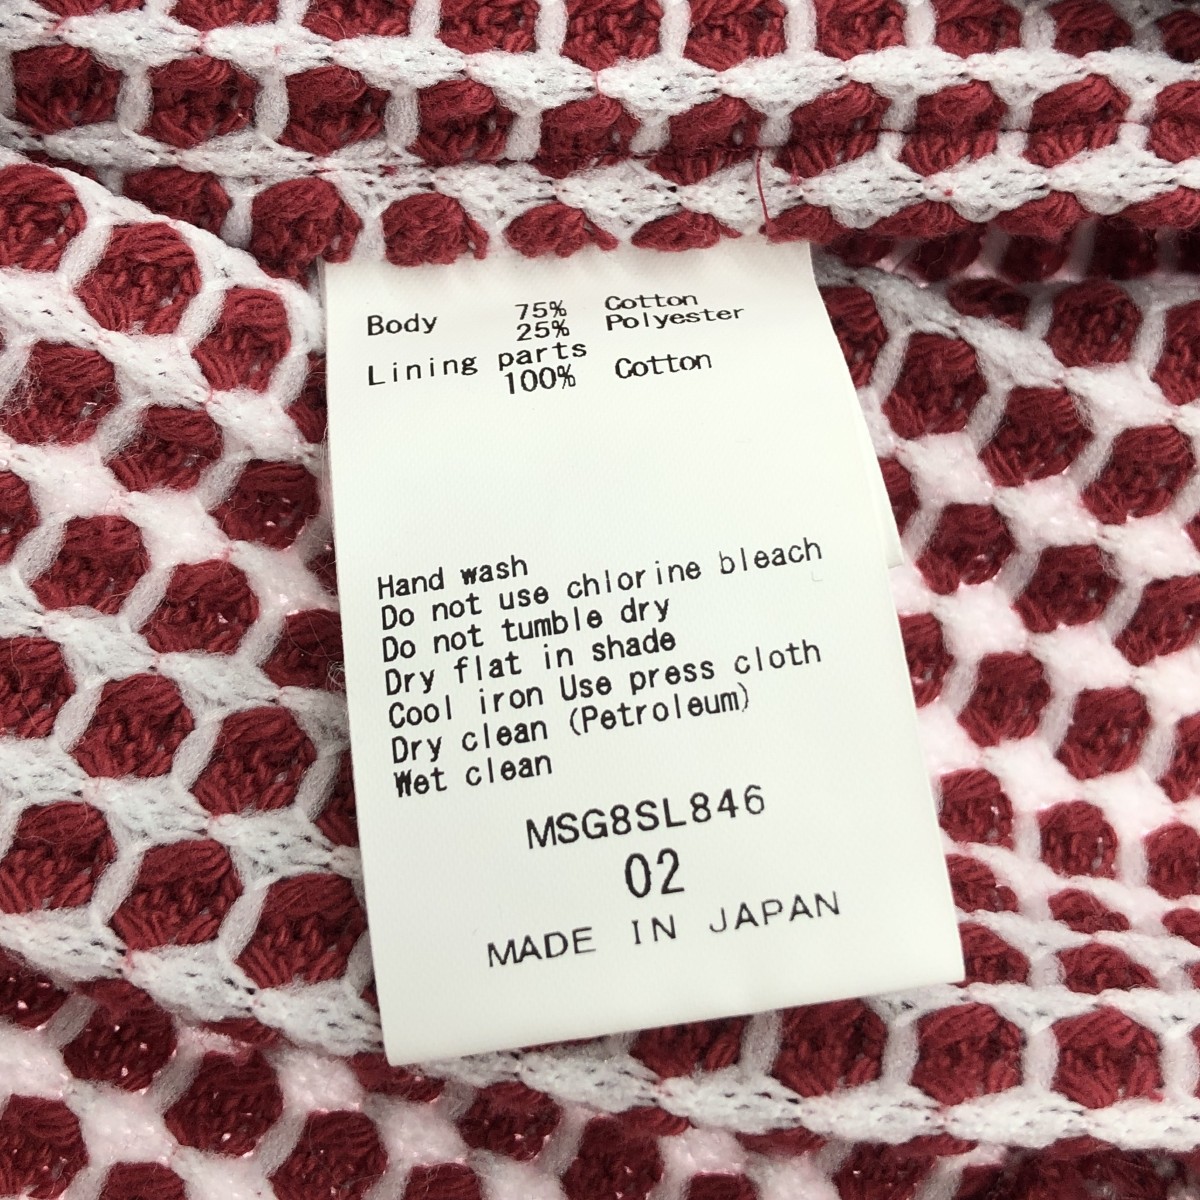 Body 75% Cotton
25% Polyester
Lining parts
100% Cotton
Hand wash
Do not use chlorine bleach
Do not tumble dry
Dry flat in shade
Cool iron Use press cloth
Dry clean (Petroleum)
Wet clean
MSG8SL846
02
MADE IN JAPAN